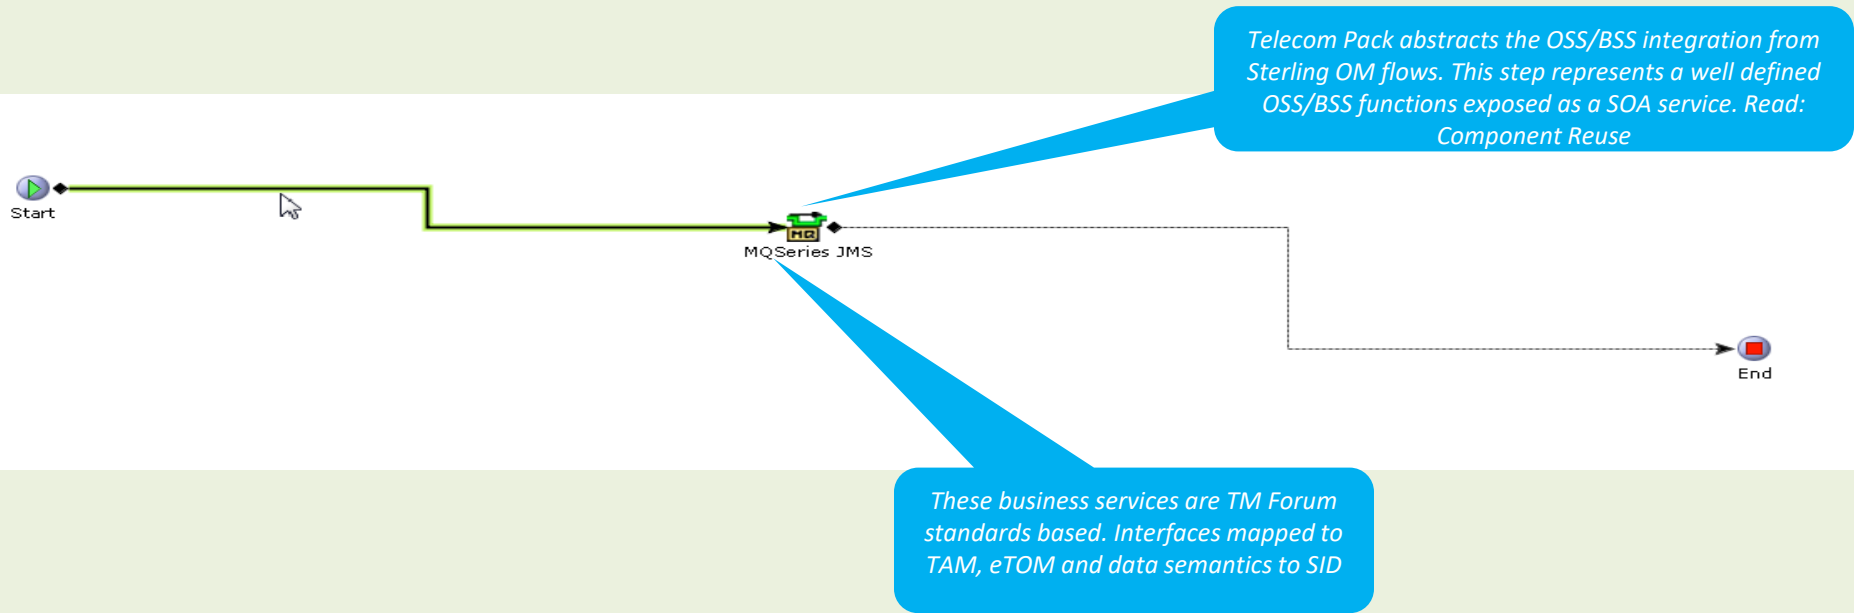 Telecom Pack abstracts the OSS/BSS integration from
Sterling OM flows. This step represents a well defined
OSS/BSS functions exposed as a SOA service. Read:
Component Reuse
Start
MQ
MQSeries JMS
End
These business services are TM Forum
standards based. Interfaces mapped to
TAM, eTOM and data semantics to SID